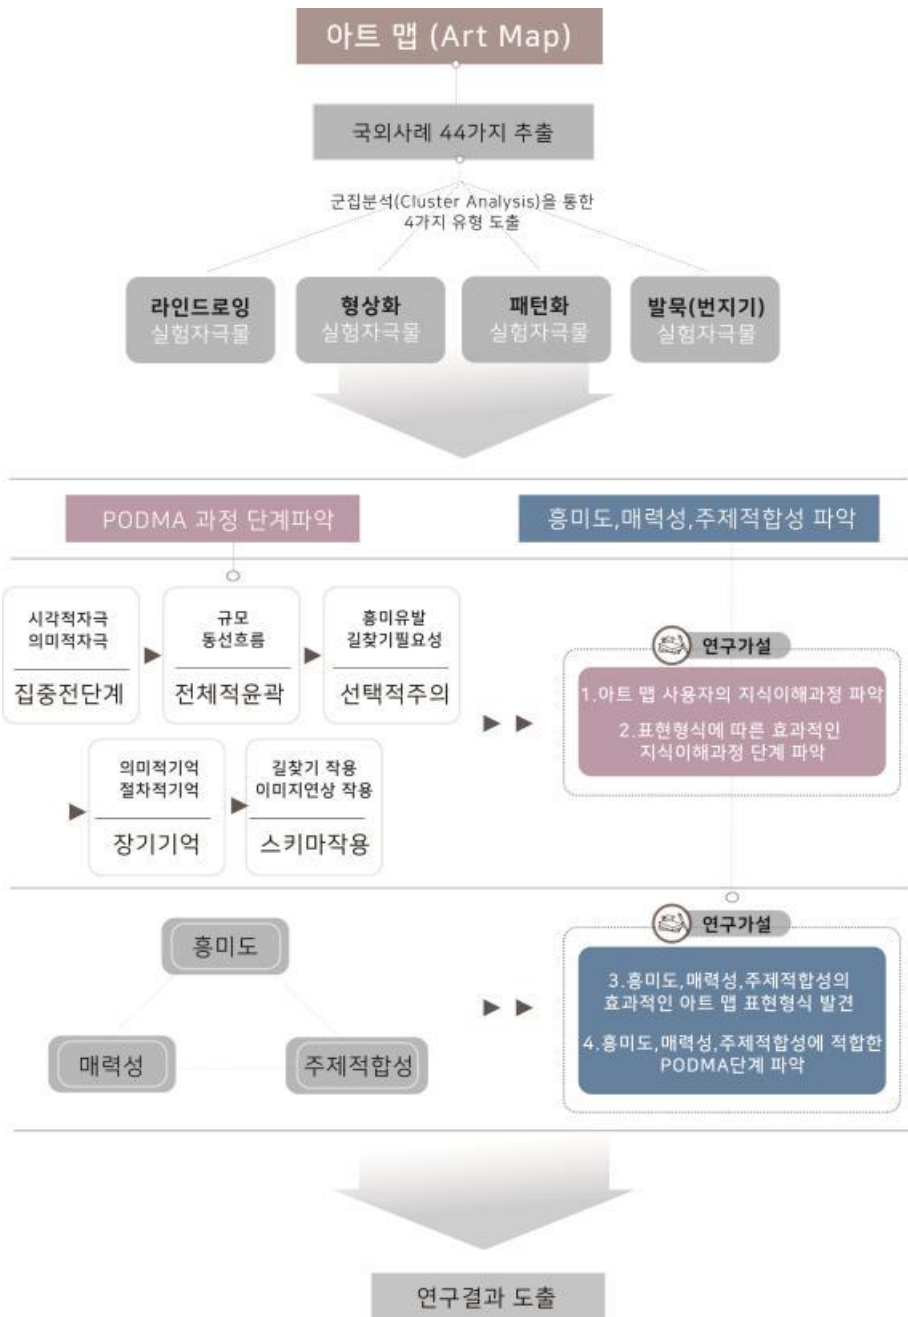 아트 맵 (Art Map)
국외사례 44가지 추출
군집분석(Cluster Analysis)을 통한
4가지 유형 도출
라인드로잉
실험자극물
형상화
실험자극물
패턴화
실험자극물
발묵(번지기)
실험자극물
PODMA 과정 단계파악
흥미도,매력성,주제적합성 파악
시각적자극
의미적자극
집중전단계
규모
동선흐름
전체적윤곽
흥미유발
길찾기필요성
선택적주의
의미적기억
절차적기억
장기기억
길찾기 작용
이미지연상 작용
스키마작용
연구가설
1.아트 맵 사용자의 지식이해과정 파악
2.표현형식에 따른 효과적인
지식이해과정 단계 파악
흥미도
매력성
주제적합성
연구가설
3.흥미도,매력성,주제적합성의
효과적인 아트 맵 표현형식 발견
4.흥미도,매력성,주제적합성에 적합한
PODMA단계 파악
연구결과 도출